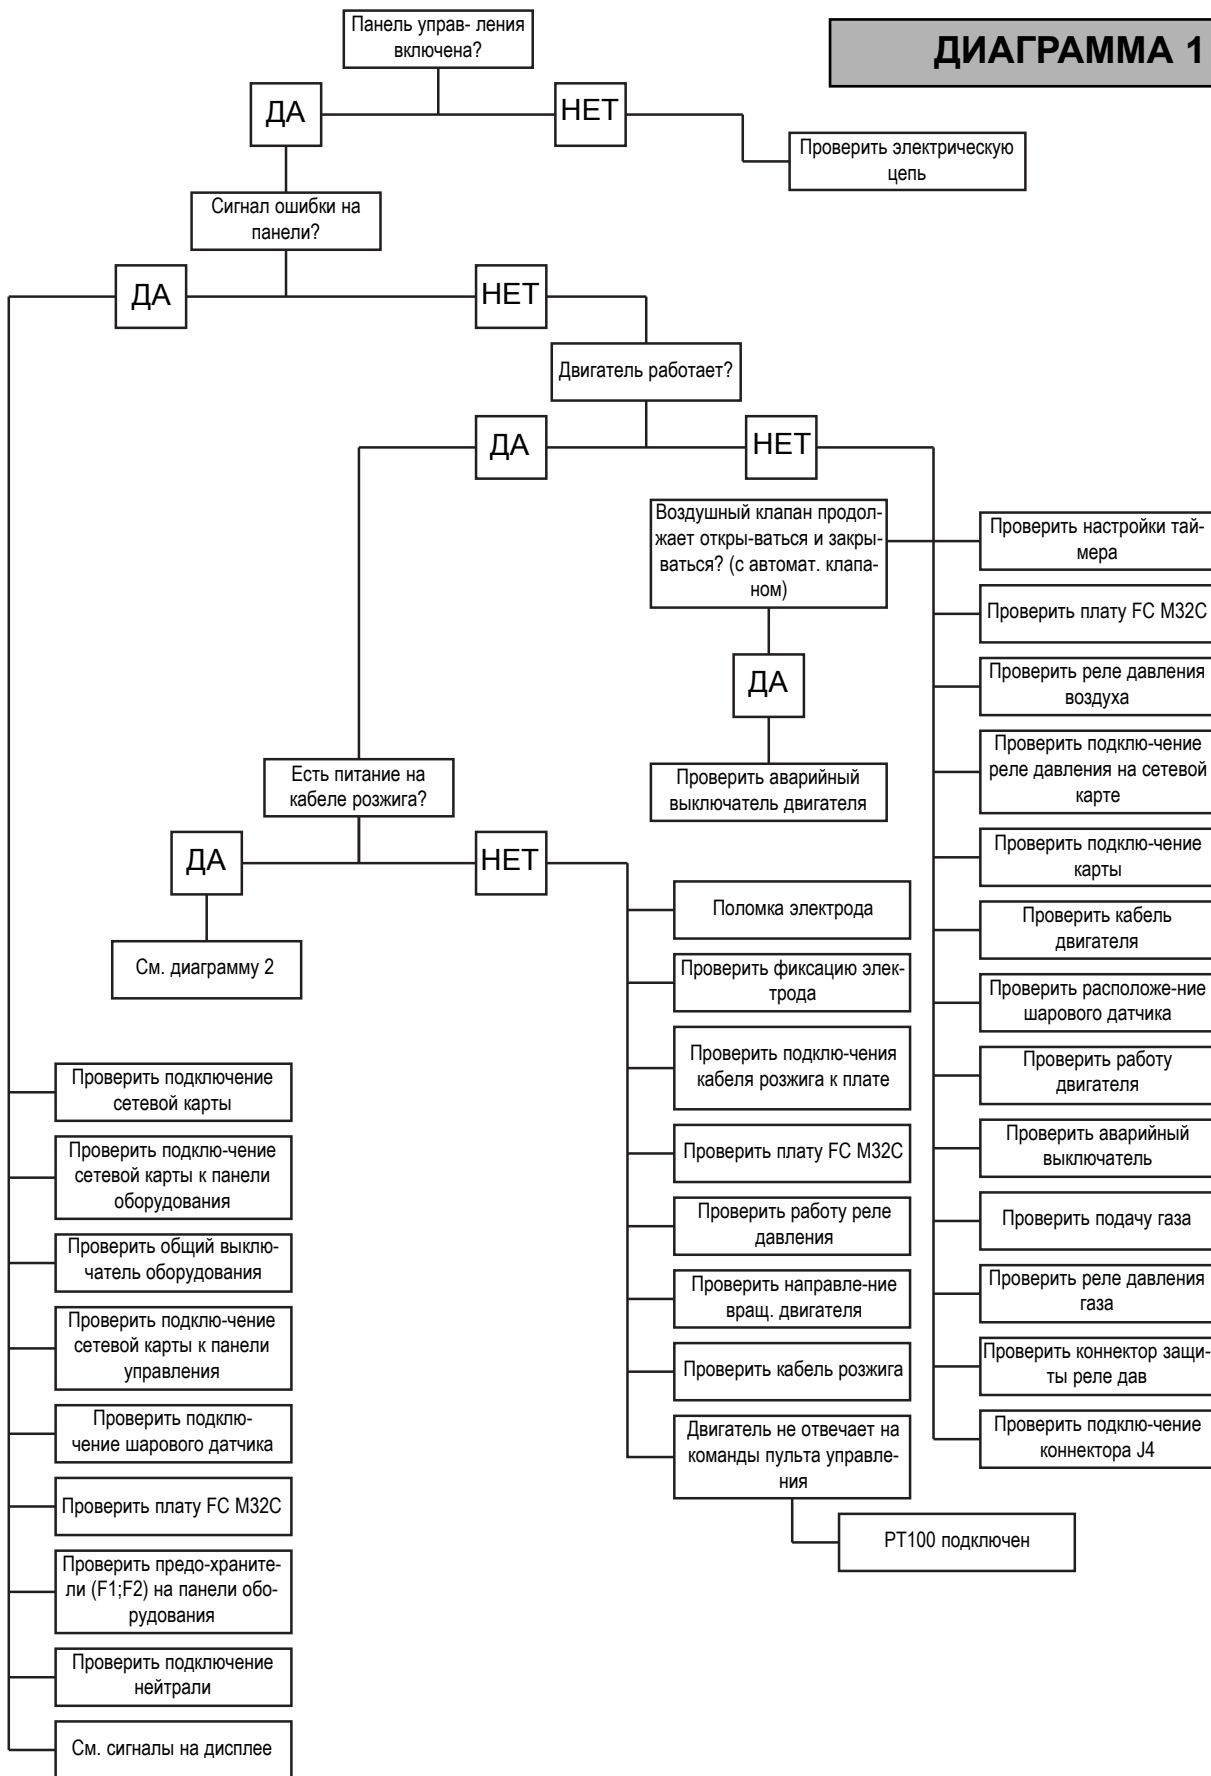 Панель управ- ления
включена?
ДИАГРАММА 1
ДА
НЕТ
Проверить электрическую
цепь
Сигнал ошибки на
панели?
ДА
НЕТ
Двигатель работает?
ДА
НЕТ
Воздушный клапан продол-
жает откры-ваться и закры-
ваться? (с автомат. клапа-
ном)
ДА
Проверить аварийный
выключатель двигателя
Проверить настройки тай-
мера
Проверить плату FC M32C
Проверить реле давления
воздуха
Проверить подклю-чение
реле давления на сетевой
карте
Проверить подклю-чение
карты
Проверить кабель
двигателя
Проверить расположе-ние
шарового датчика
Проверить работу
двигателя
Проверить аварийный
выключатель
Проверить подачу газа
Проверить реле давления
газа
Проверить коннектор защи-
ты реле дав
Проверить подклю-чение
коннектора J4
Есть питание на
кабеле розжига?
ДА
НЕТ
См. диаграмму 2
Поломка электрода
Проверить фиксацию элек-
трода
Проверить подклю-чения
кабеля розжига к плате
Проверить плату FC M32C
Проверить работу реле
давления
Проверить направле-ние
вращ. двигателя
Проверить кабель розжига
Двигатель не отвечает на
команды пульта управле-
ния
PT100 подключен
Проверить подключение
сетевой карты
Проверить подклю-чение
сетевой карты к панели
оборудования
Проверить общий выклю-
чатель оборудования
Проверить подклю-чение
сетевой карты к панели
управления
Проверить подклю-
чение шарового датчика
Проверить плату FC M32C
Проверить предо-храните-
ли (F1;F2) на панели обо-
рудования
Проверить подключение
нейтрали
См. сигналы на дисплее